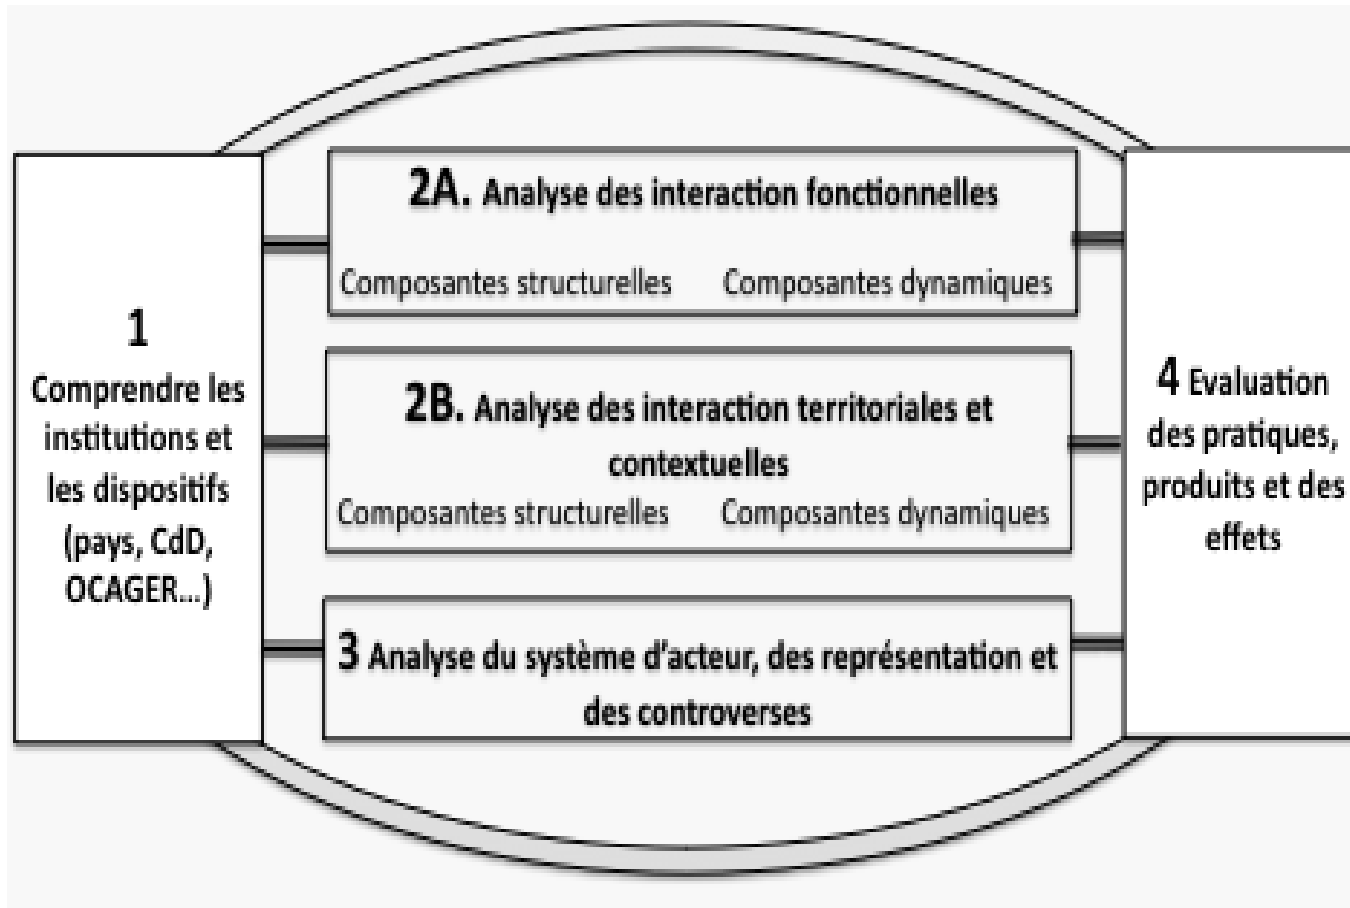 1
Comprendre les
institutions et
les dispositifs
(pays, CdD,
OCAGER...)
2A. Analyse des interaction fonctionnelles
Composantes structurelles Composantes dynamiques
2B. Analyse des interaction territoriales et
contextuelles
Composantes structurelles Composantes dynamiques
3 Analyse du système d'acteur, des représentation et
des controverses
4 Evaluation
des pratiques,
produits et des
effets